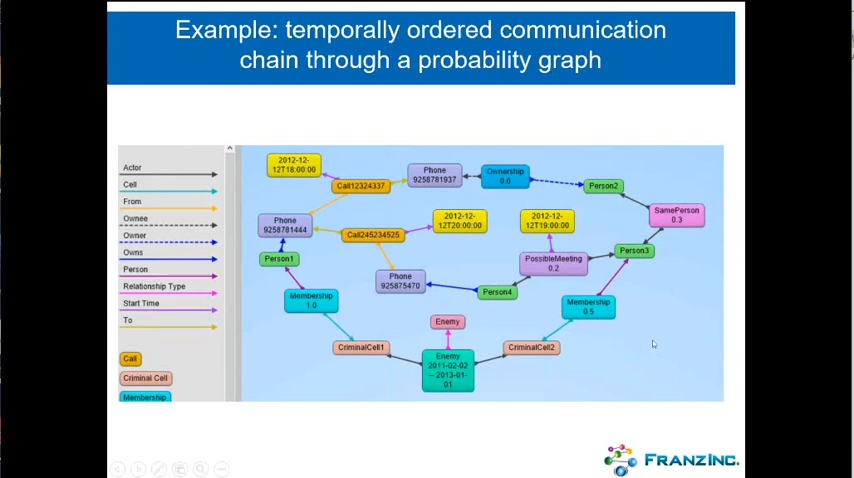 Example: temporally ordered communication
chain through a probability graph
Actor
Cell
From
Ownee
Owner
Owns
Person
Relationship Type
Start Time
To
Call
Criminal Cell
Membership
2012-12-
12T18:00:00
Call12324337
Phone
9258781937
Ownership
0.6
Person2
SamePerson
0.3
Phone
9258781444
Call245234525
2012-12-
12T20:00:00
2012-12-
12T19:00:00
Person3
Person1
PossibleMeeting
0.2
Phone
925875470
Person4
Membership
1.0
Membership
0.5
Enemy
CriminalCell1
CriminalCell2
Enemy
2011-02-02
-- 2013-01-
01
FRANZINC.